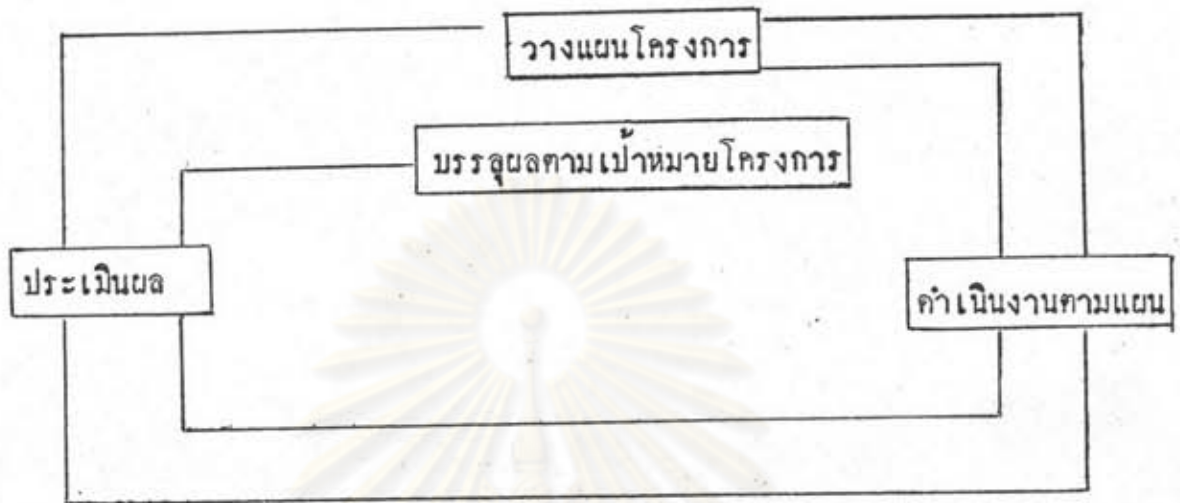 วางแผนโครงการ
บรรลุผลตามเป้าหมายโครงการ
ประเมินผล
ดำเนินงานตามแผน